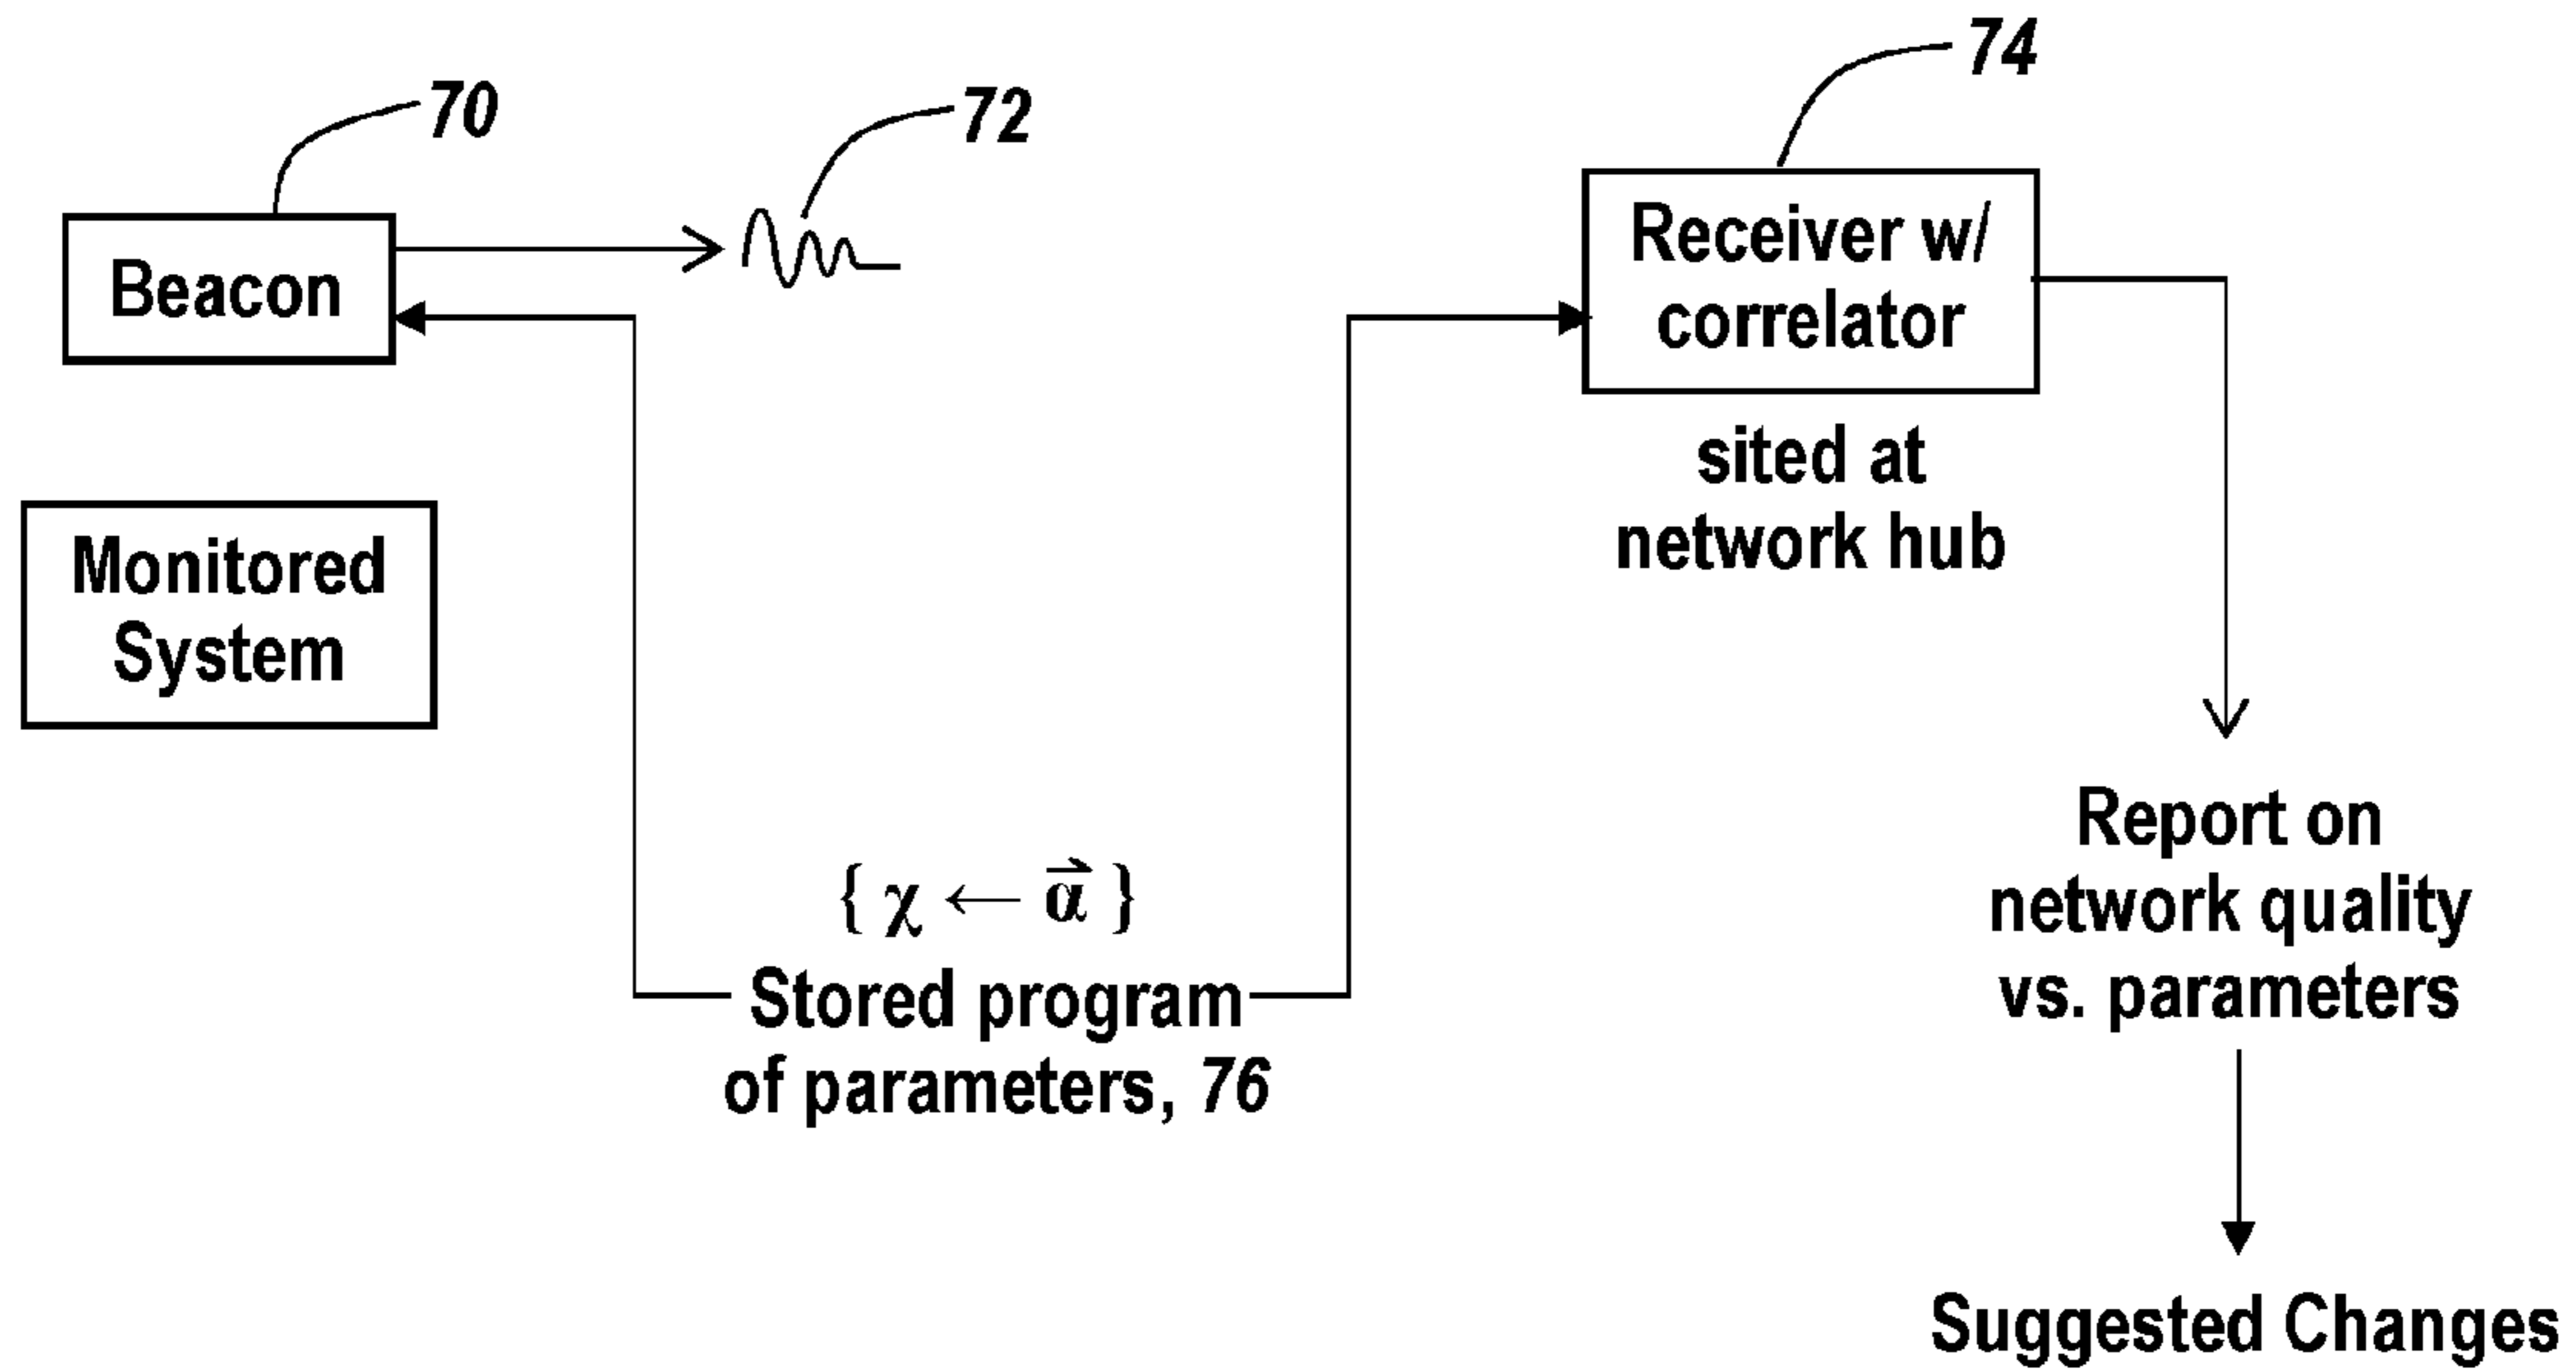 70
72
74
Beacon
Receiver w/
correlator
sited at
network hub
Monitored
System
{ χ ← α⃗ }
Stored program
of parameters, 76
Report on
network quality
vs. parameters
Suggested Changes